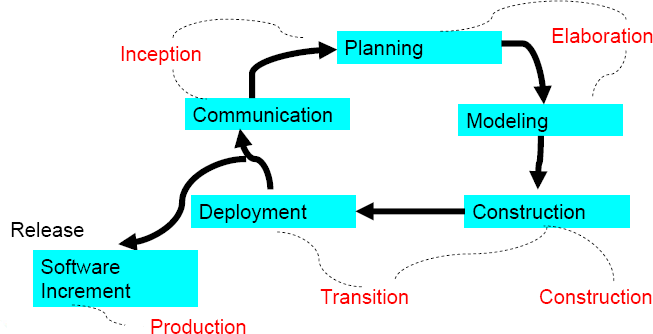 Inception
Planning
Elaboration
Communication
Modeling
Deployment
Construction
Release
Software
Increment
Transition
Construction
Production